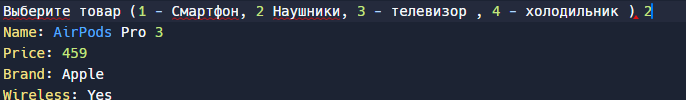 Выберите товар (1 - Смартфон, 2 Наушники, 3 - телевизор , 4 - холодильник ) 2
Name: AirPods Pro 3
Price: 459
Brand: Apple
Wireless: Yes